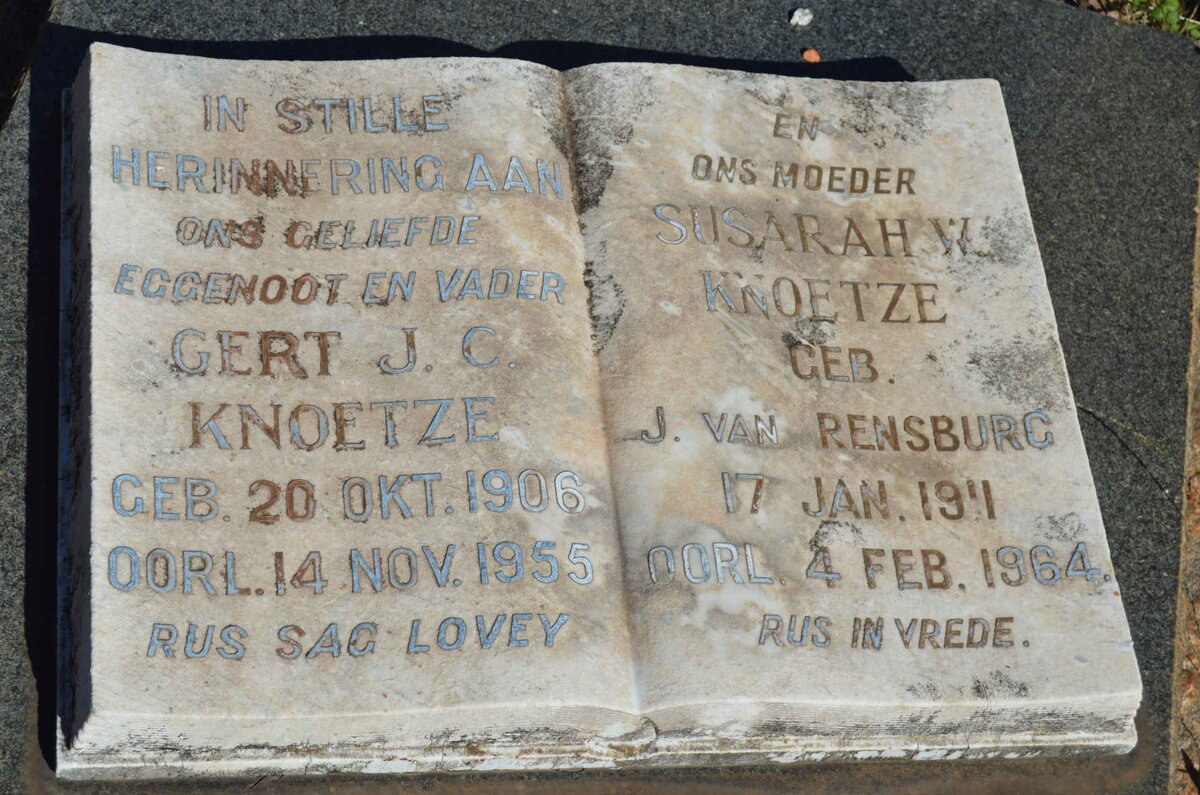 IN STILLE
HERINNERING AAN
ONS GELIEFDE
EGGENOOT EN VADER
GERT J. C.
KNOETZE
GEB. 20 OKT. 1906
OORL. 14 NOV. 1955
RUS SAG LOVEY
EN
ONS MOEDER
SUSARAH W.
KNOETZE
GEB.
J. VAN RENSBURG
17 JAN. 1911
OORL. 4 FEB. 1964.
RUS IN VREDE.